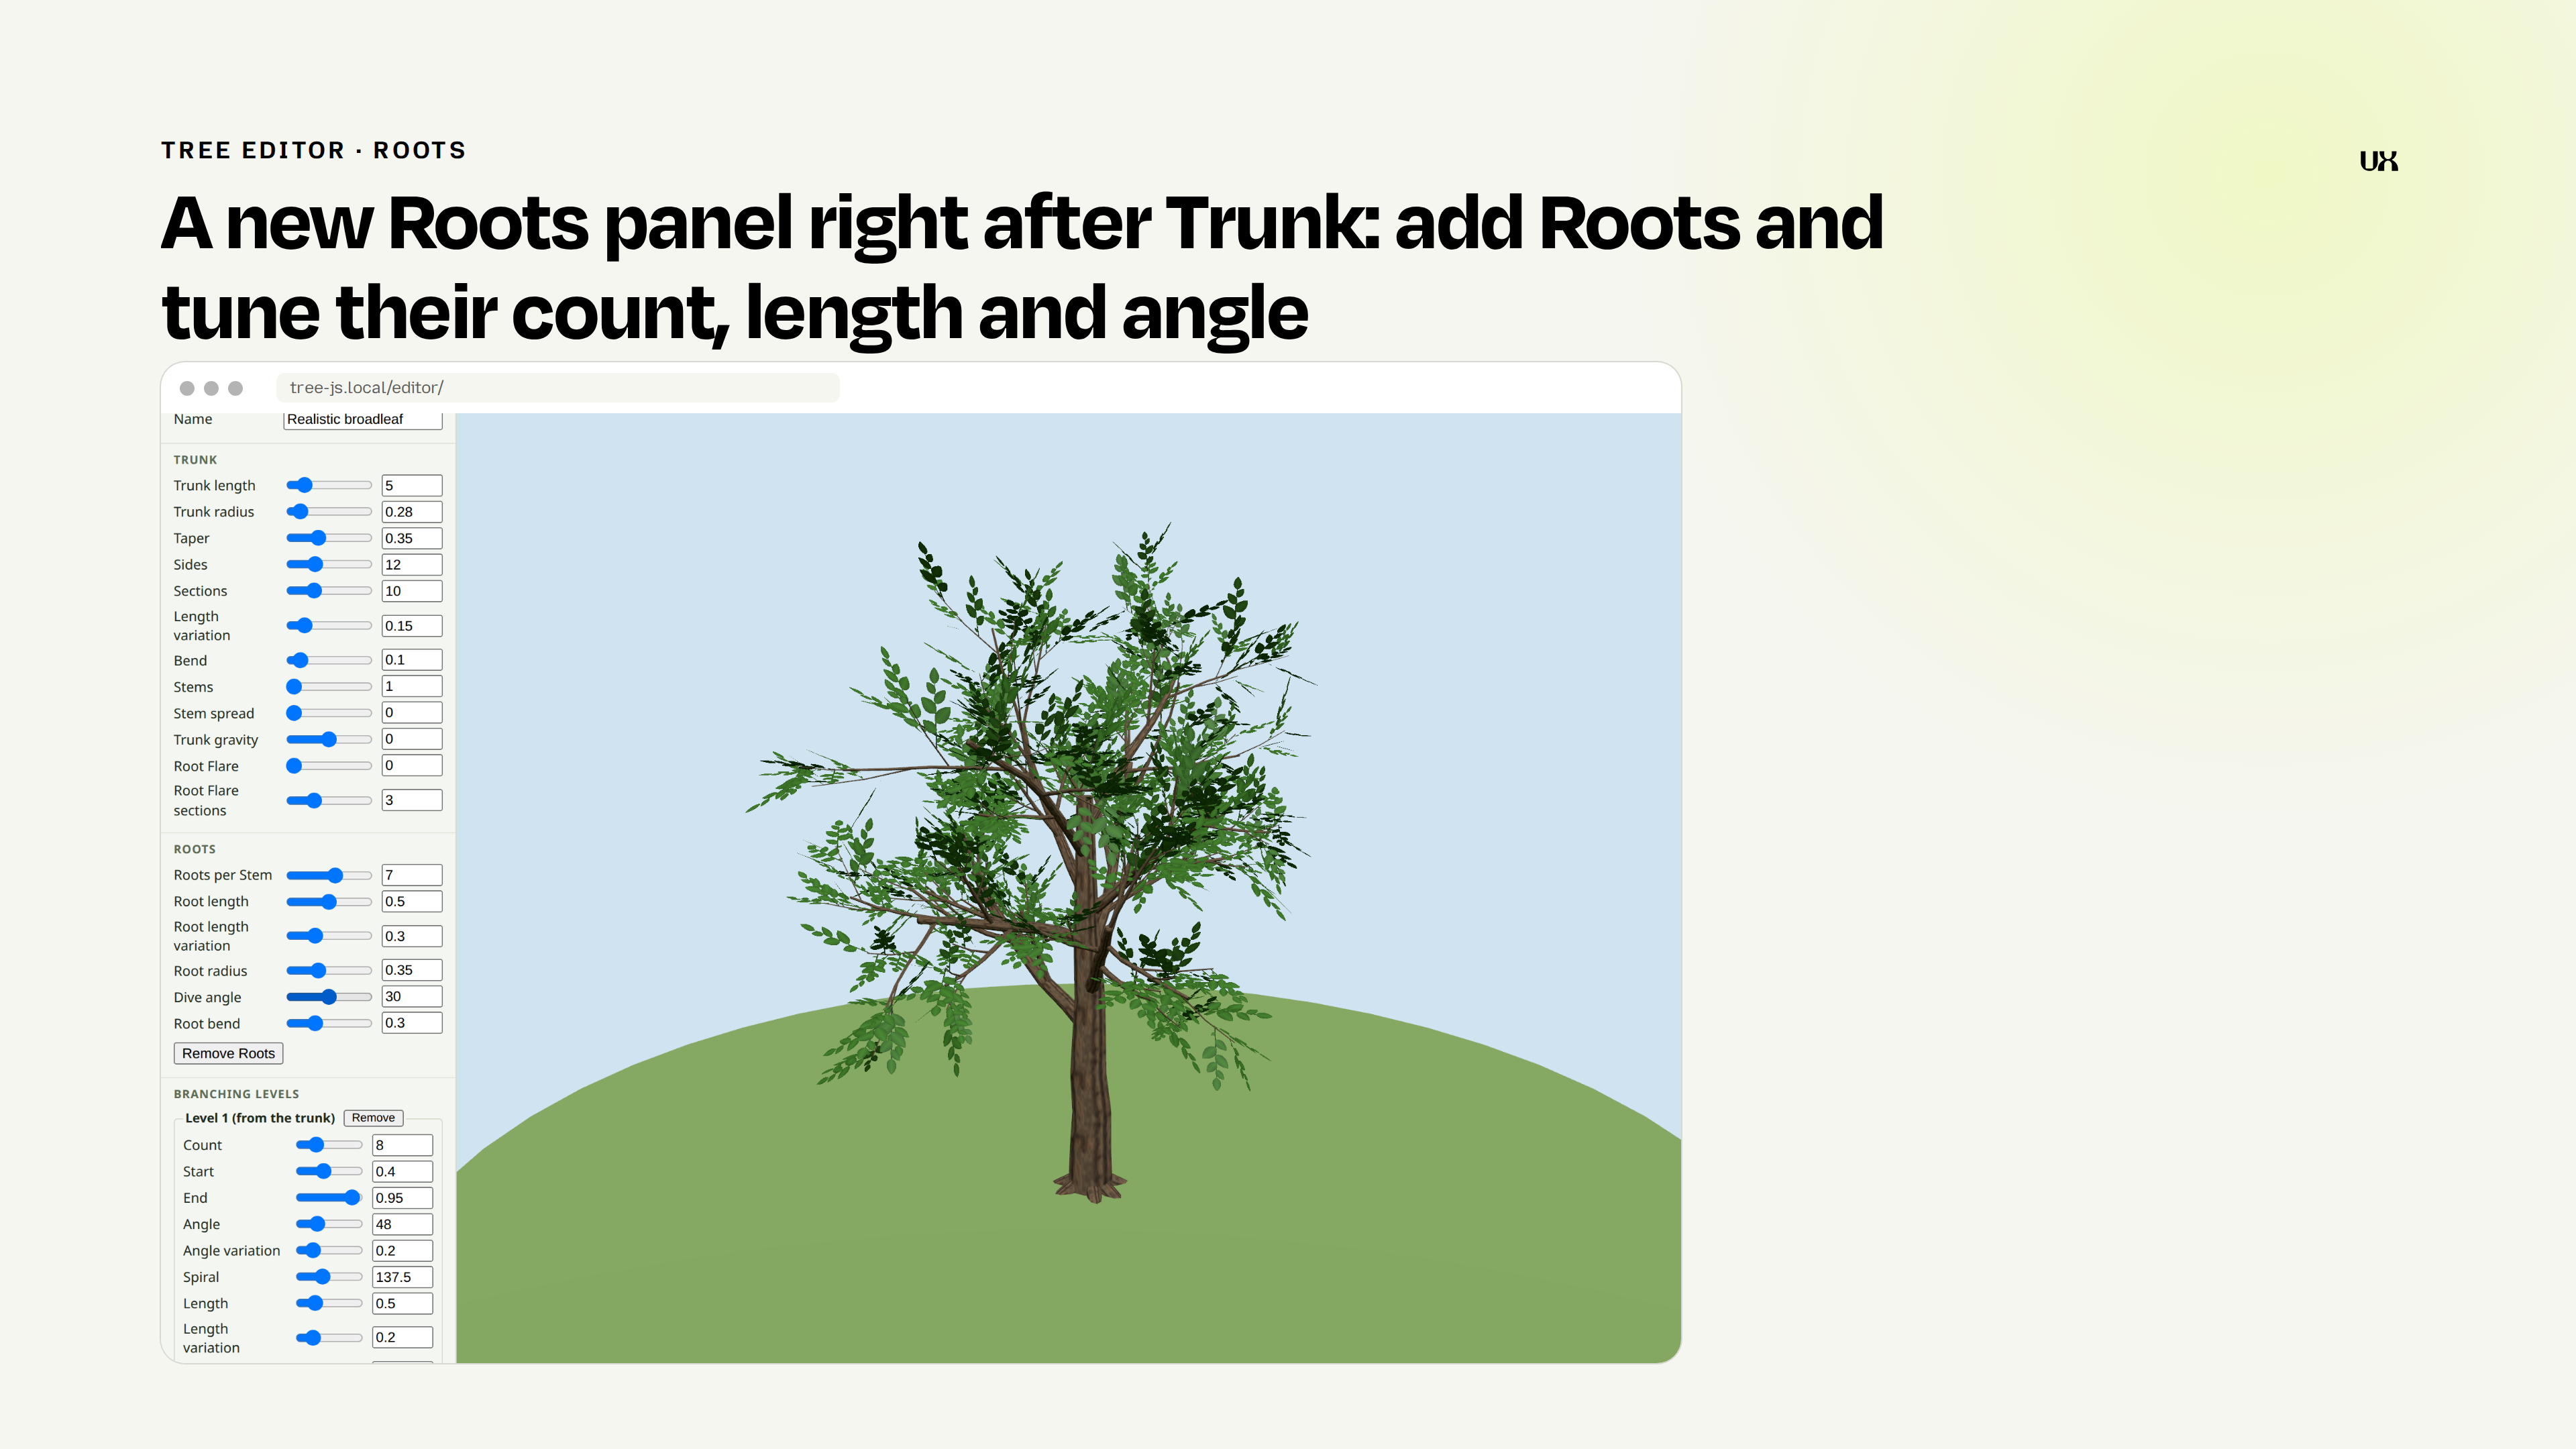 TREE EDITOR · ROOTS
UX
A new Roots panel right after Trunk: add Roots and
tune their count, length and angle
tree-js.local/editor/
Name Realistic broadleaf
TRUNK
Trunk length 5
Trunk radius 0.28
Taper 0.35
Sides 12
Sections 10
Length
variation 0.15
Bend 0.1
Stems 1
Stem spread 0
Trunk gravity 0
Root Flare 0
Root Flare
sections 3
ROOTS
Roots per Stem 7
Root length 0.5
Root length
variation 0.3
Root radius 0.35
Dive angle 30
Root bend 0.3
Remove Roots
BRANCHING LEVELS
Level 1 (from the trunk) Remove
Count 8
Start 0.4
End 0.95
Angle 48
Angle variation 0.2
Spiral 137.5
Length 0.5
Length
variation 0.2